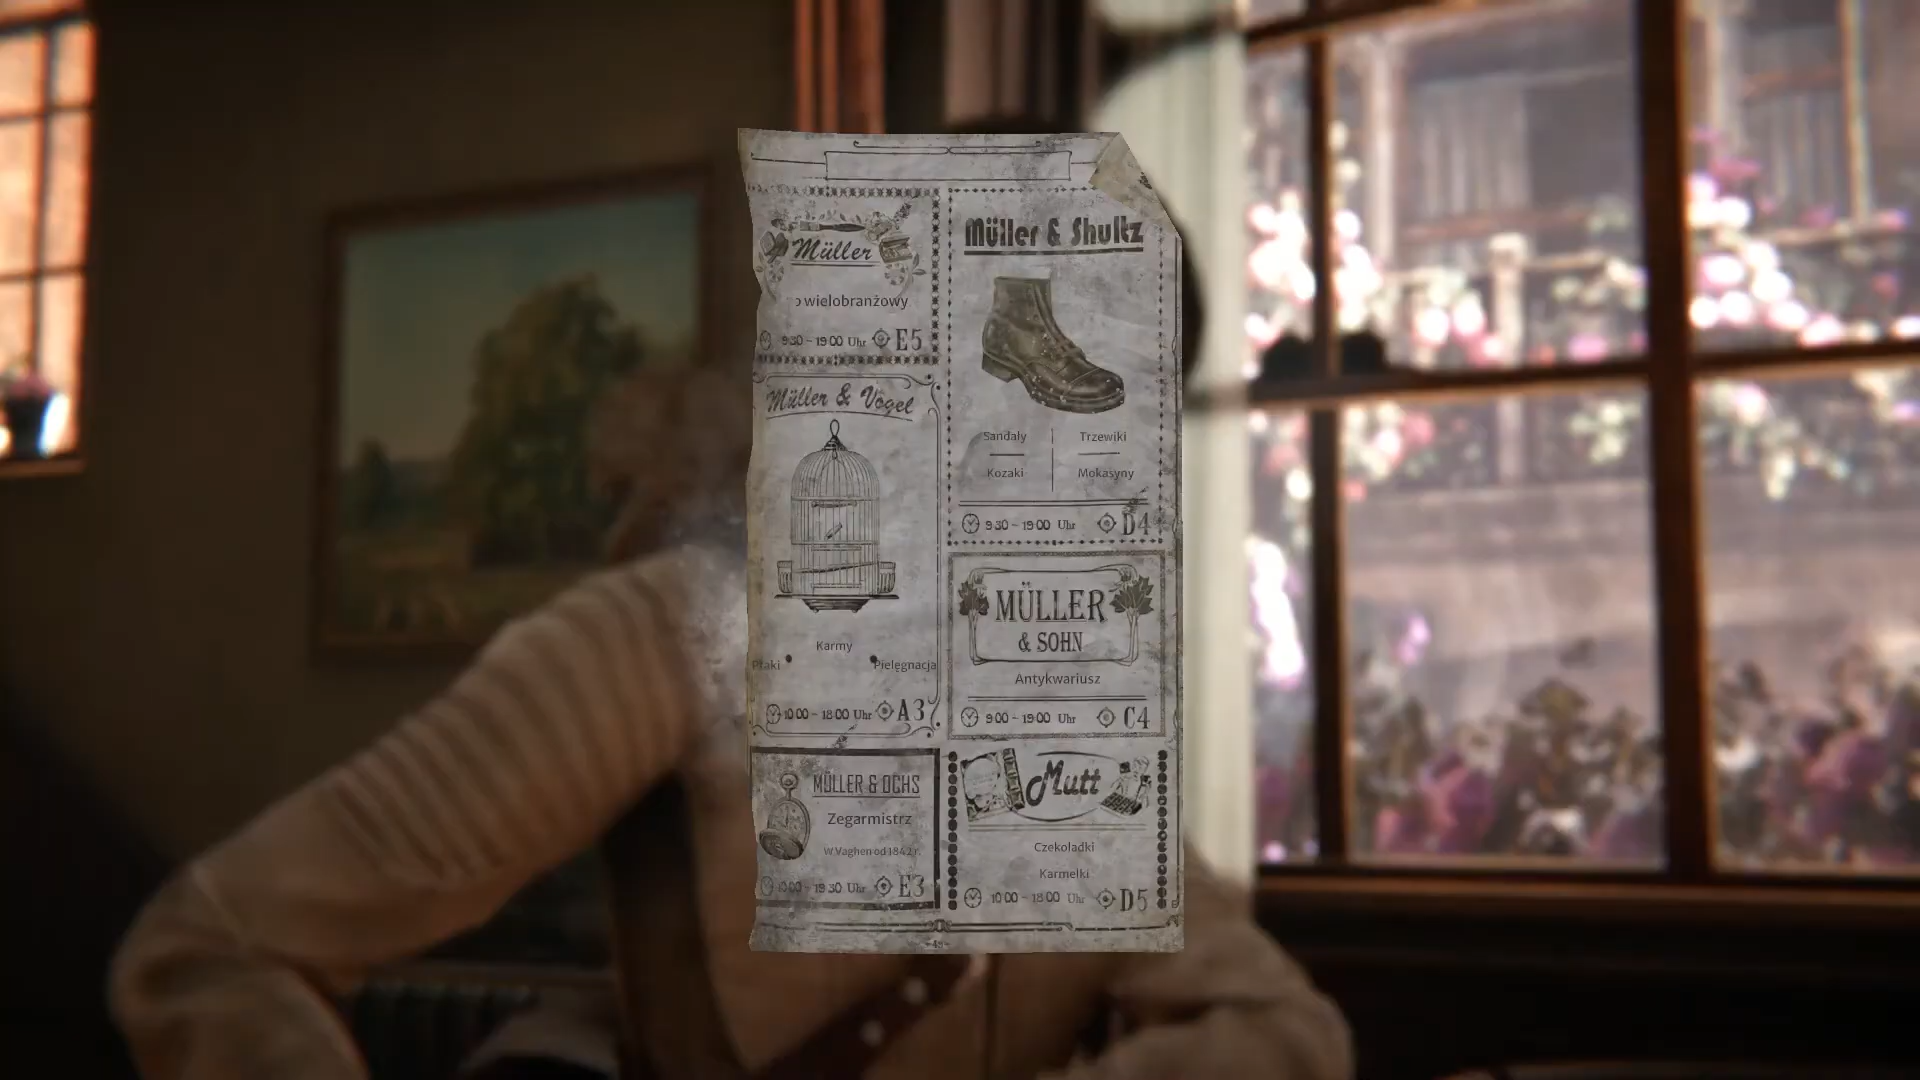 Müller
wielobranżowy
9:30 - 19:00 Uhr E5
Müller & Vogel
Karmy
Ptaki • • Pielęgnacja
10:00 - 18:00 Uhr A3
MÜLLER & OCHS
Zegarmistrz
W Vaghen od 1842 r.
10:00 - 19:30 Uhr E3
Müller & Shultz
Sandały Trzewiki
Kozaki Mokasyny
9:30 - 19:00 Uhr D4
MÜLLER
& SOHN
Antykwariusz
9:00 - 19:00 Uhr C4
Mutt
Czekoladki
Karmelki
10:00 - 18:00 Uhr D5